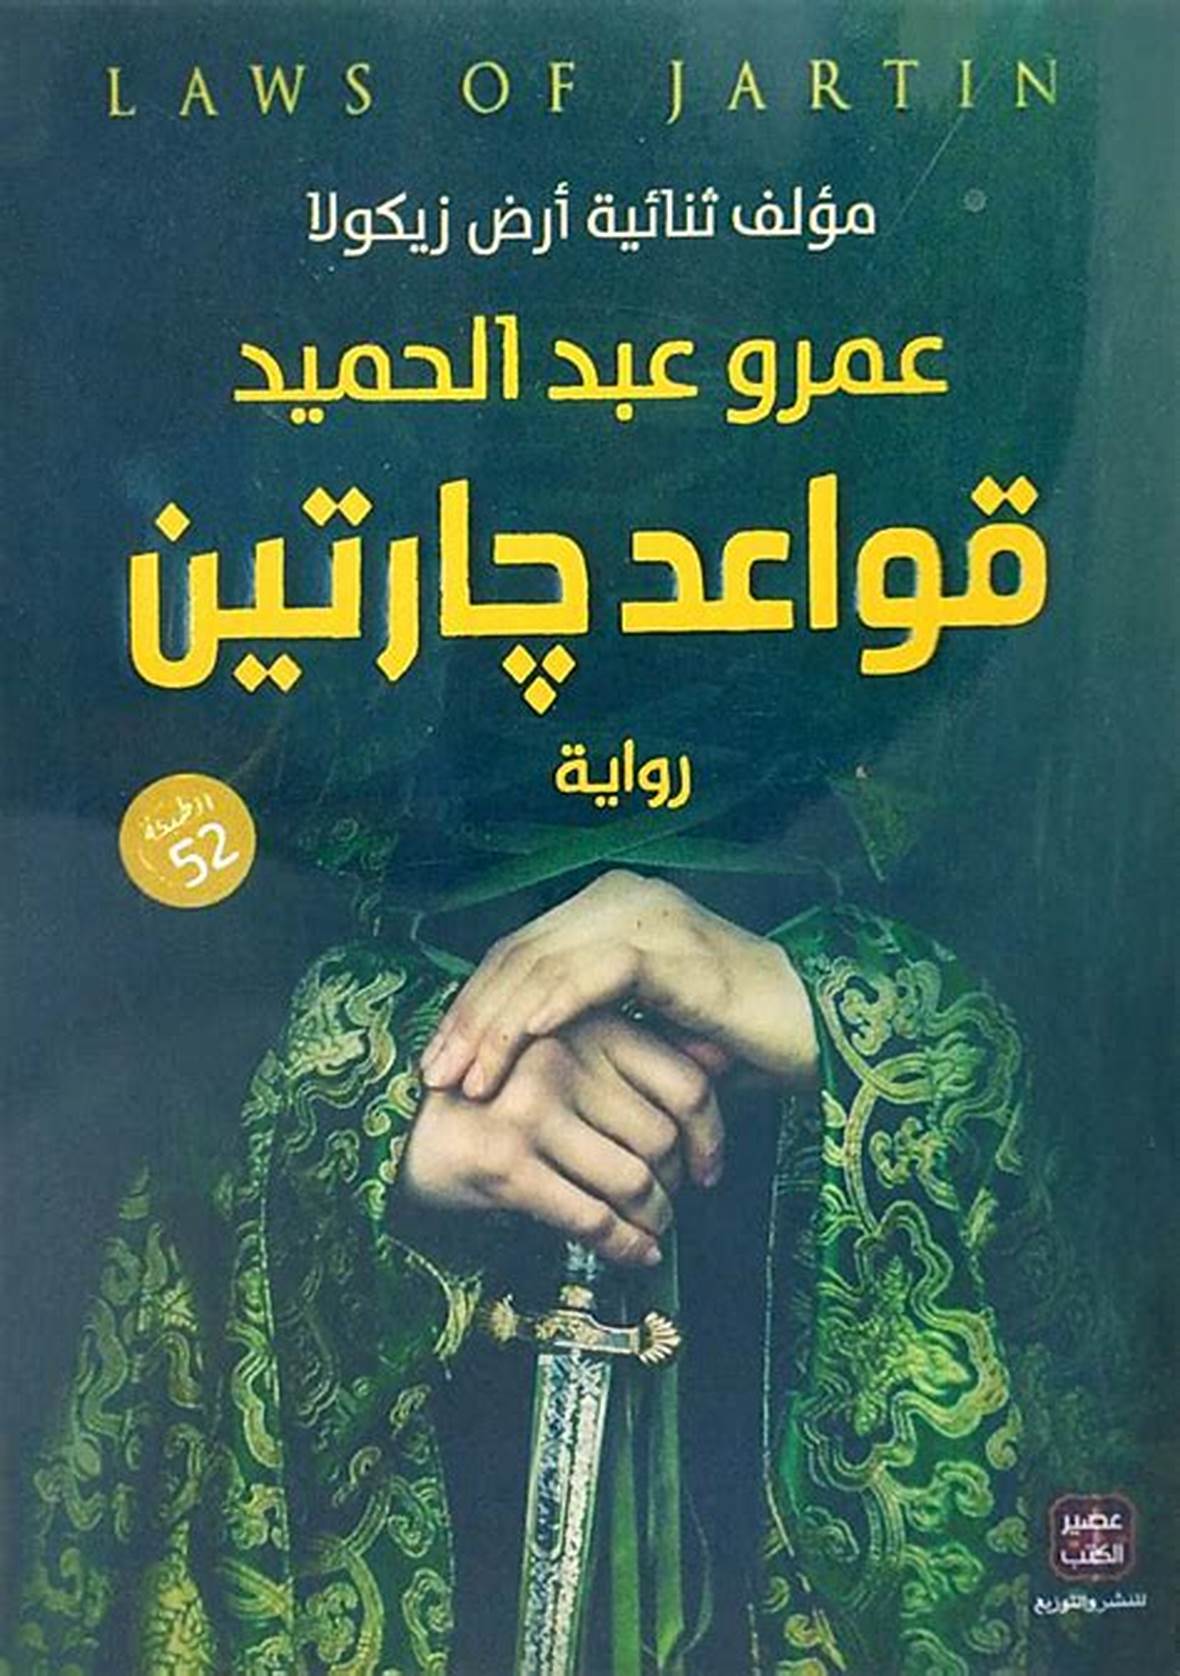 LAWS OF JARTIN
مؤلف ثنائية أرض زيكولا
عمرو عبد الحميد
قواعد چارتين
رواية
الطبعة
52
عصير
الكتب
للنشر والتوزيع